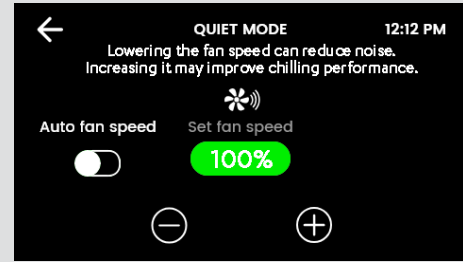 QUIET MODE 12:12 PM
Lowering the fan speed can reduce noise.
Increasing it may improve chilling performance.
Auto fan speed Set fan speed
100%